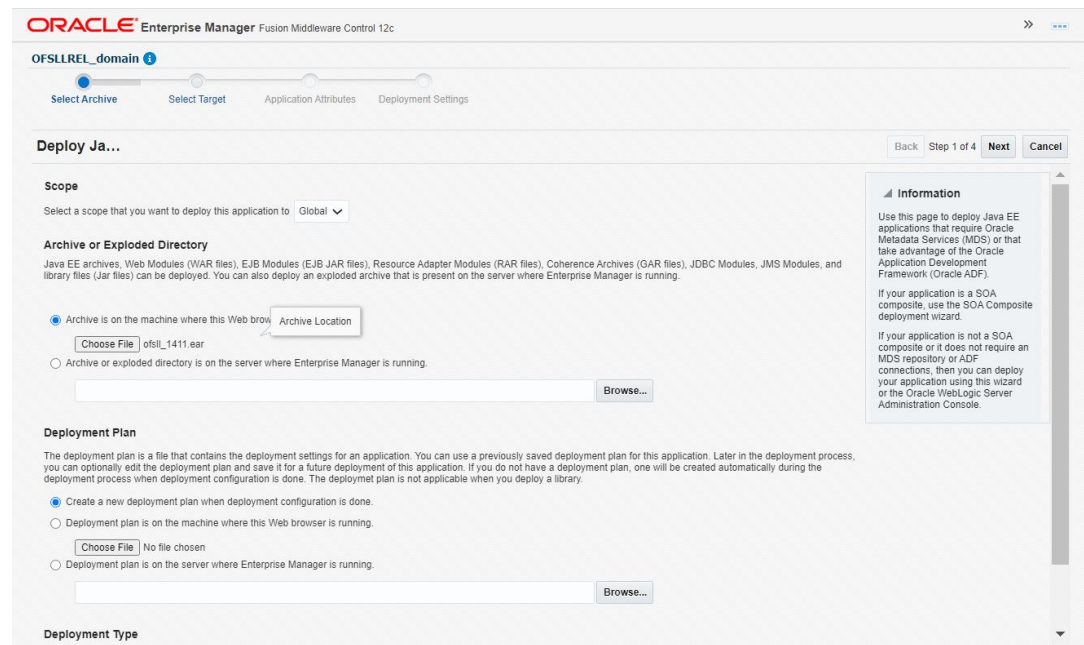 ORACLE Enterprise Manager Fusion Middleware Control 12c
OFSLLREL_domain
Select Archive Select Target Application Attributes Deployment Settings
Deploy Ja...
Back Step 1 of 4 Next Cancel
Scope
Select a scope that you want to deploy this application to Global
Archive or Exploded Directory
Java EE archives, Web Modules (WAR files), EJB Modules (EJB JAR files), Resource Adapter Modules (RAR files), Coherence Archives (GAR files), JDBC Modules, JMS Modules, and
library files (Jar files) can be deployed. You can also deploy an exploded archive that is present on the server where Enterprise Manager is running.
Archive is on the machine where this Web brow
Archive Location
Choose File ofsll_1411.ear
Archive or exploded directory is on the server where Enterprise Manager is running.
Browse...
Deployment Plan
The deployment plan is a file that contains the deployment settings for an application. You can use a previously saved deployment plan for this application. Later in the deployment process,
you can optionally edit the deployment plan and save it for a future deployment of this application. If you do not have a deployment plan, one will be created automatically during the
deployment process when deployment configuration is done. The deploymet plan is not applicable when you deploy a library.
Create a new deployment plan when deployment configuration is done.
Deployment plan is on the machine where this Web browser is running.
Choose File No file chosen
Deployment plan is on the server where Enterprise Manager is running.
Browse...
Deployment Type
Information
Use this page to deploy Java EE
applications that require Oracle
Metadata Services (MDS) or that
take advantage of the Oracle
Application Development
Framework (Oracle ADF).
If your application is a SOA
composite, use the SOA Composite
deployment wizard.
If your application is not a SOA
composite or it does not require an
MDS repository or ADF
connections, then you can deploy
your application using this wizard
or the Oracle WebLogic Server
Administration Console.